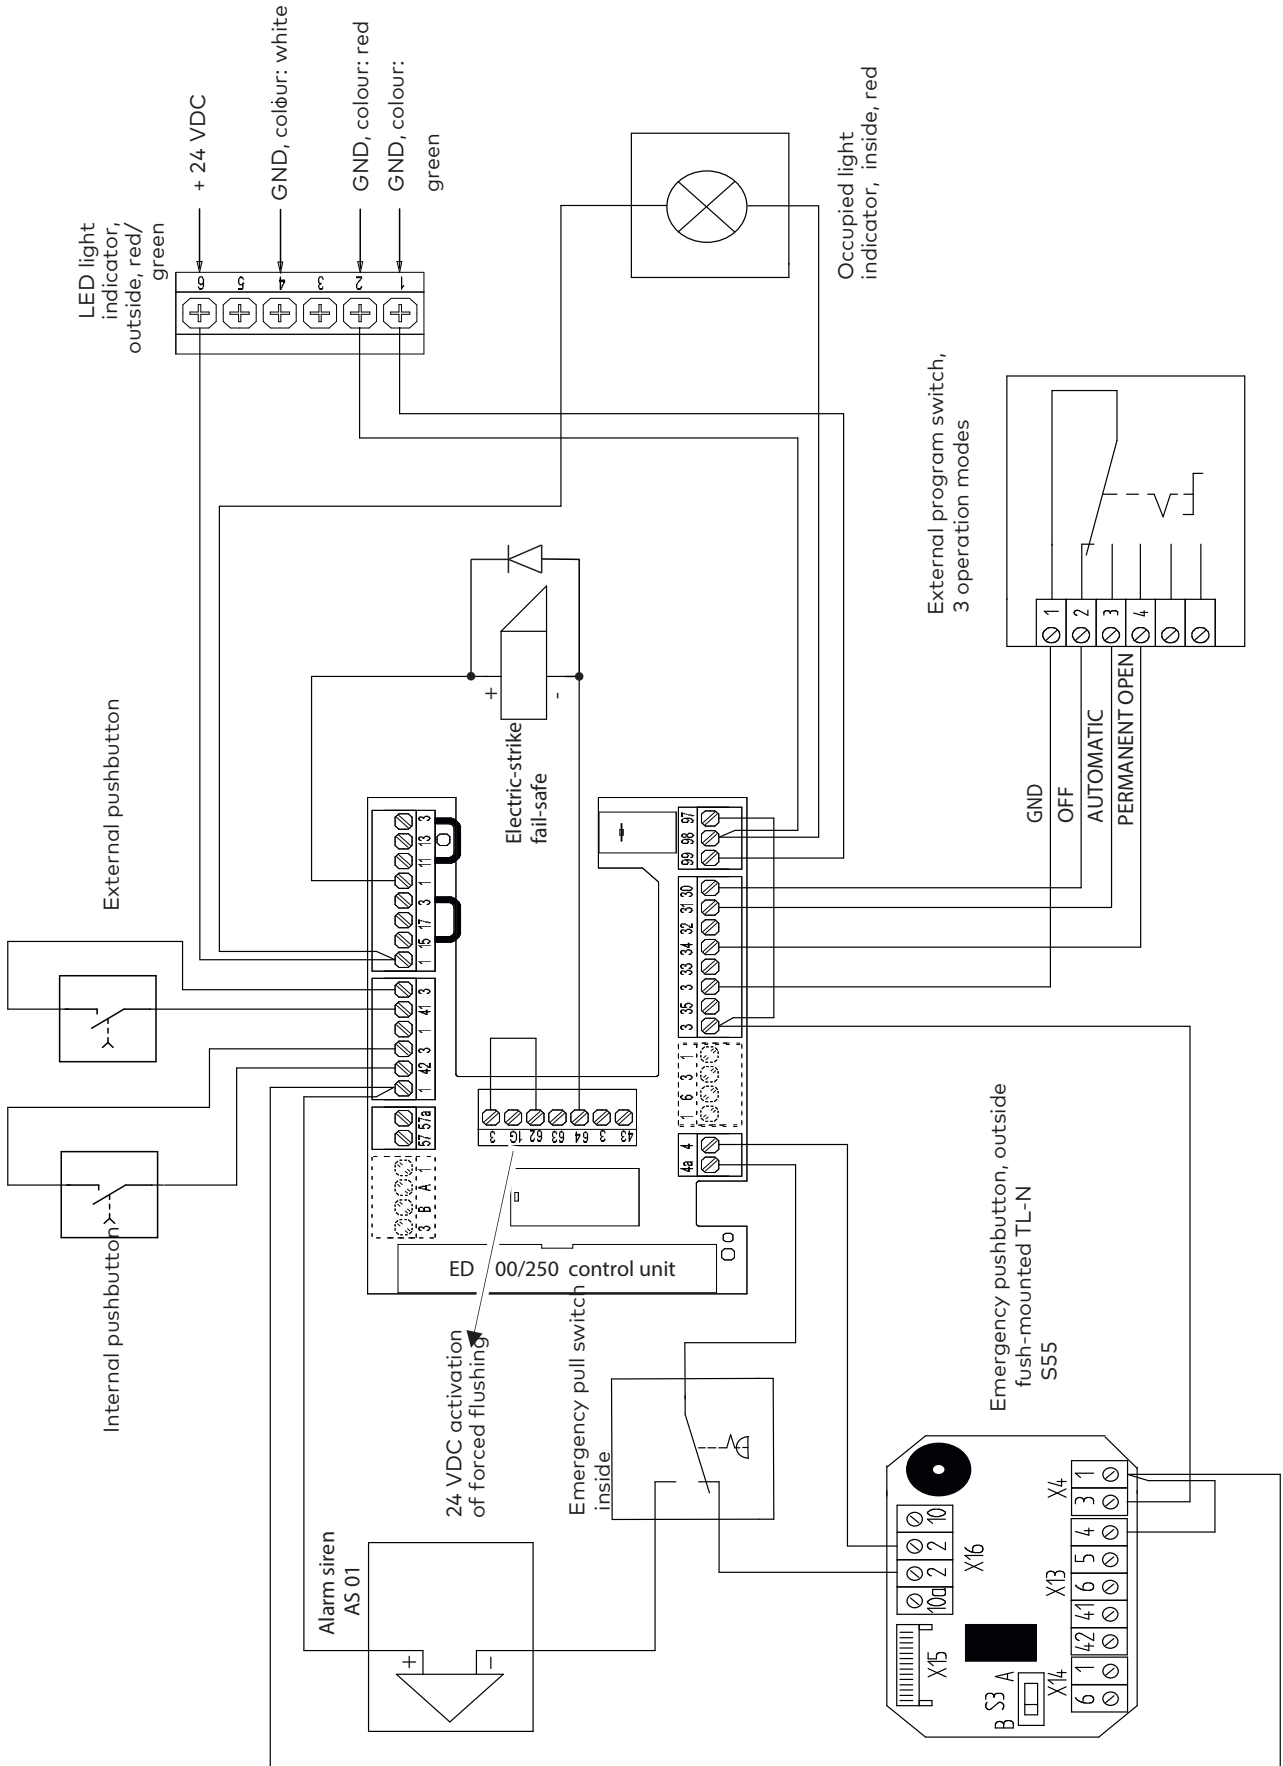 LED light
indicator,
outside, red/
green
+ 24 VDC
GND, colour: white
GND, colour: red
GND, colour:
green
6
5
4
3
2
1
Occupied light
indicator, inside, red
External pushbutton
Internal pushbutton
3
13
11
1
3
17
15
1
3
41
1
3
42
1
57a
57
1
A
B
3
Electric-strike
fail-safe
+
-
3
1G
62
63
64
3
43
97
98
99
30
31
32
34
33
3
35
3
1
3
6
1
4
4a
ED 00/250 control unit
24 VDC activation
of forced flushing
Emergency pull switch
inside
Alarm siren
AS 01
+
-
External program switch,
3 operation modes
1
2
3
4
GND
OFF
AUTOMATIC
PERMANENT OPEN
Emergency pushbutton, outside
fush-mounted TL-N
S55
10
2
2
10a
X16
X15
X4
1
3
4
5
6
41
42
X13
1
6
X14
S3
A
B